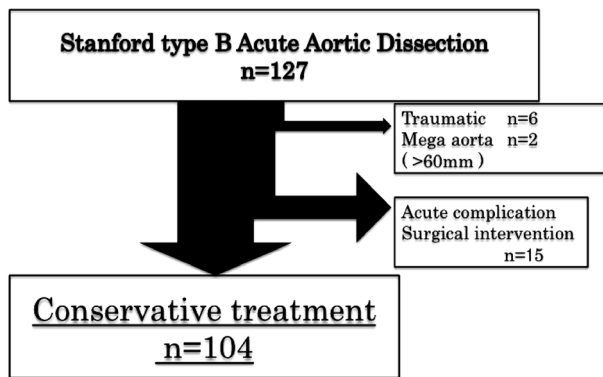 Stanford type B Acute Aortic Dissection
n=127
Traumatic n=6
Mega aorta n=2
(>60mm)
Acute complication
Surgical intervention
n=15
Conservative treatment
n=104